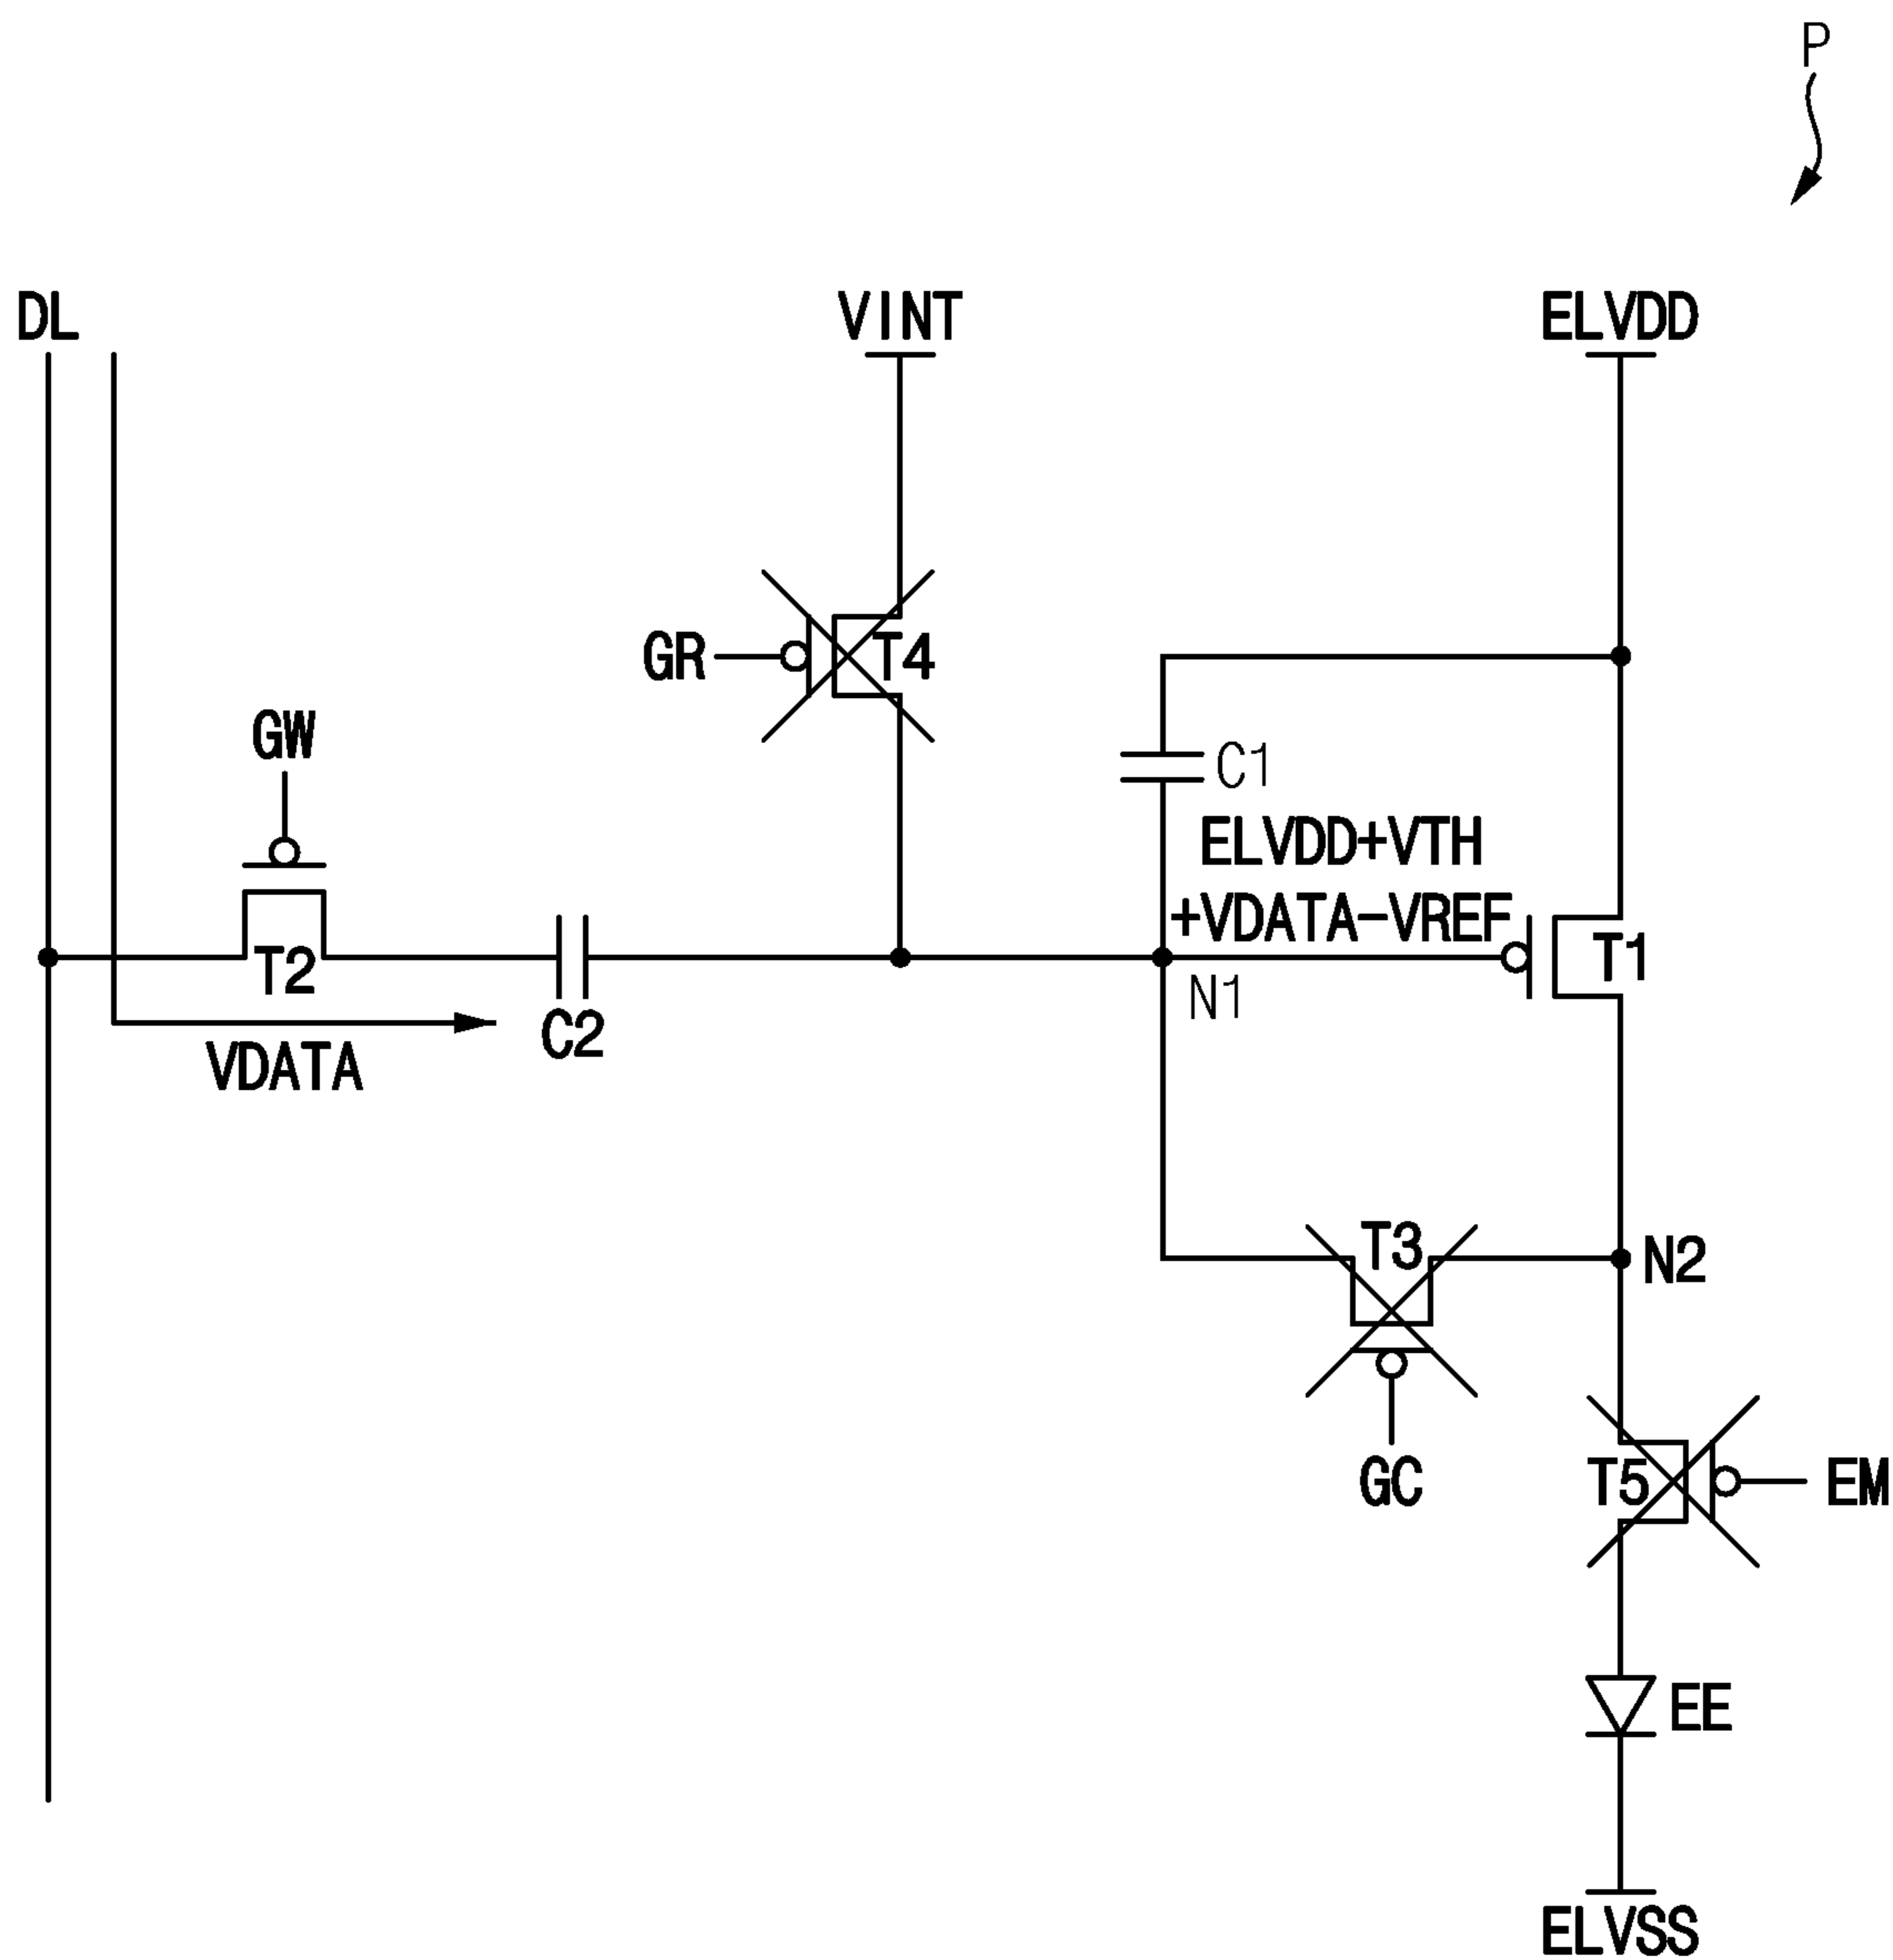 P
DL
VINT
ELVDD
GR
T4
GW
C1
ELVDD+VTH
+VDATA-VREF
T1
T2
N1
C2
VDATA
T3
N2
GC
T5
EM
EE
ELVSS